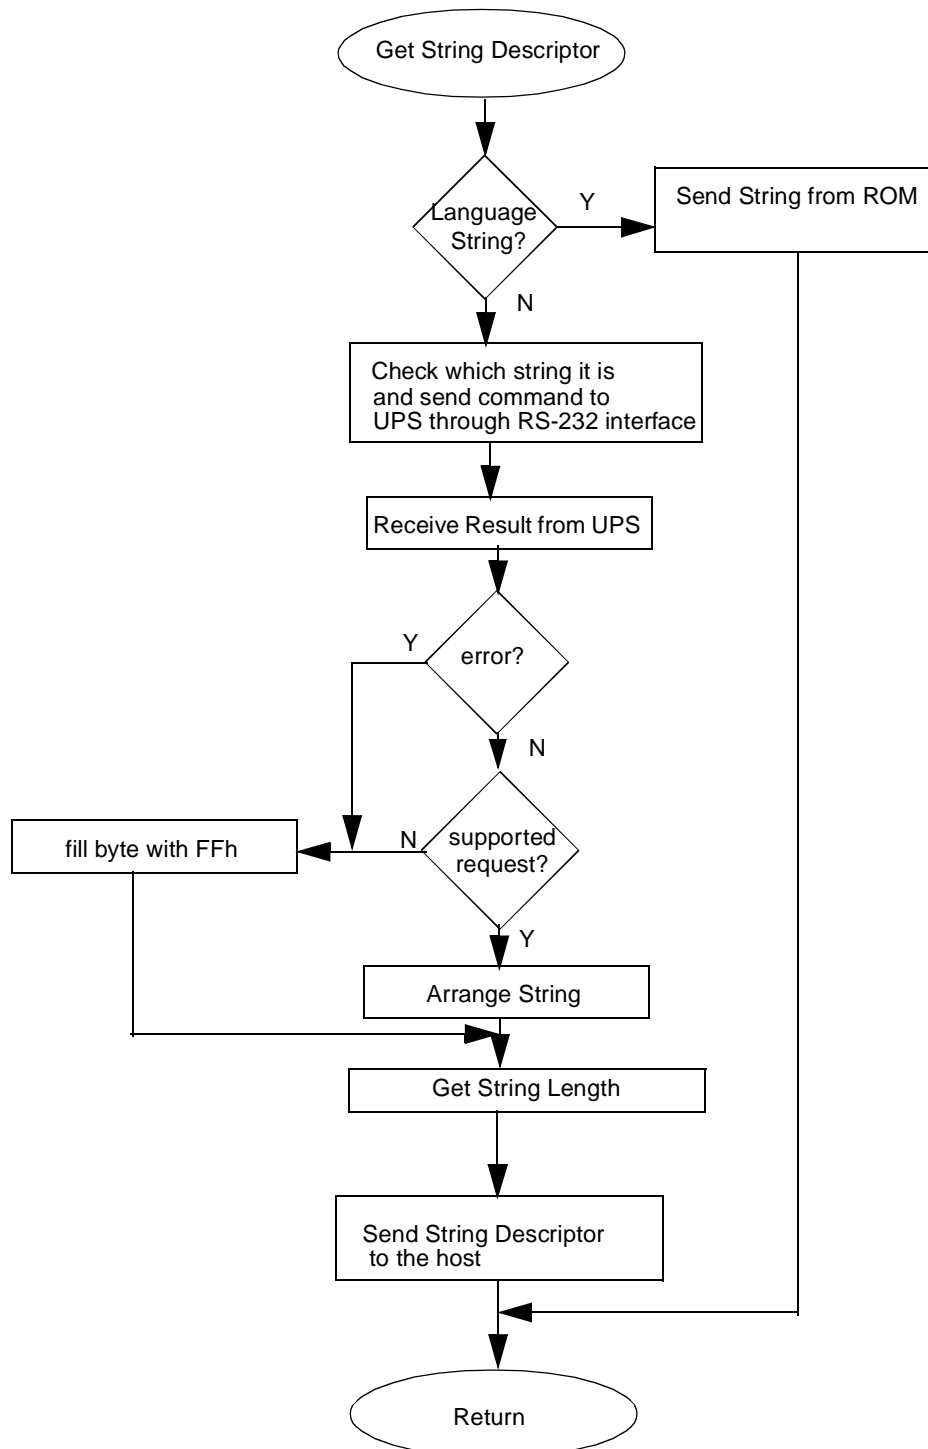 Get String Descriptor
Language
String?
Y
Send String from ROM
N
Check which string it is
and send command to
UPS through RS-232 interface
Receive Result from UPS
Y
error?
N
fill byte with FFh
N
supported
request?
Y
Arrange String
Get String Length
Send String Descriptor
to the host
Return